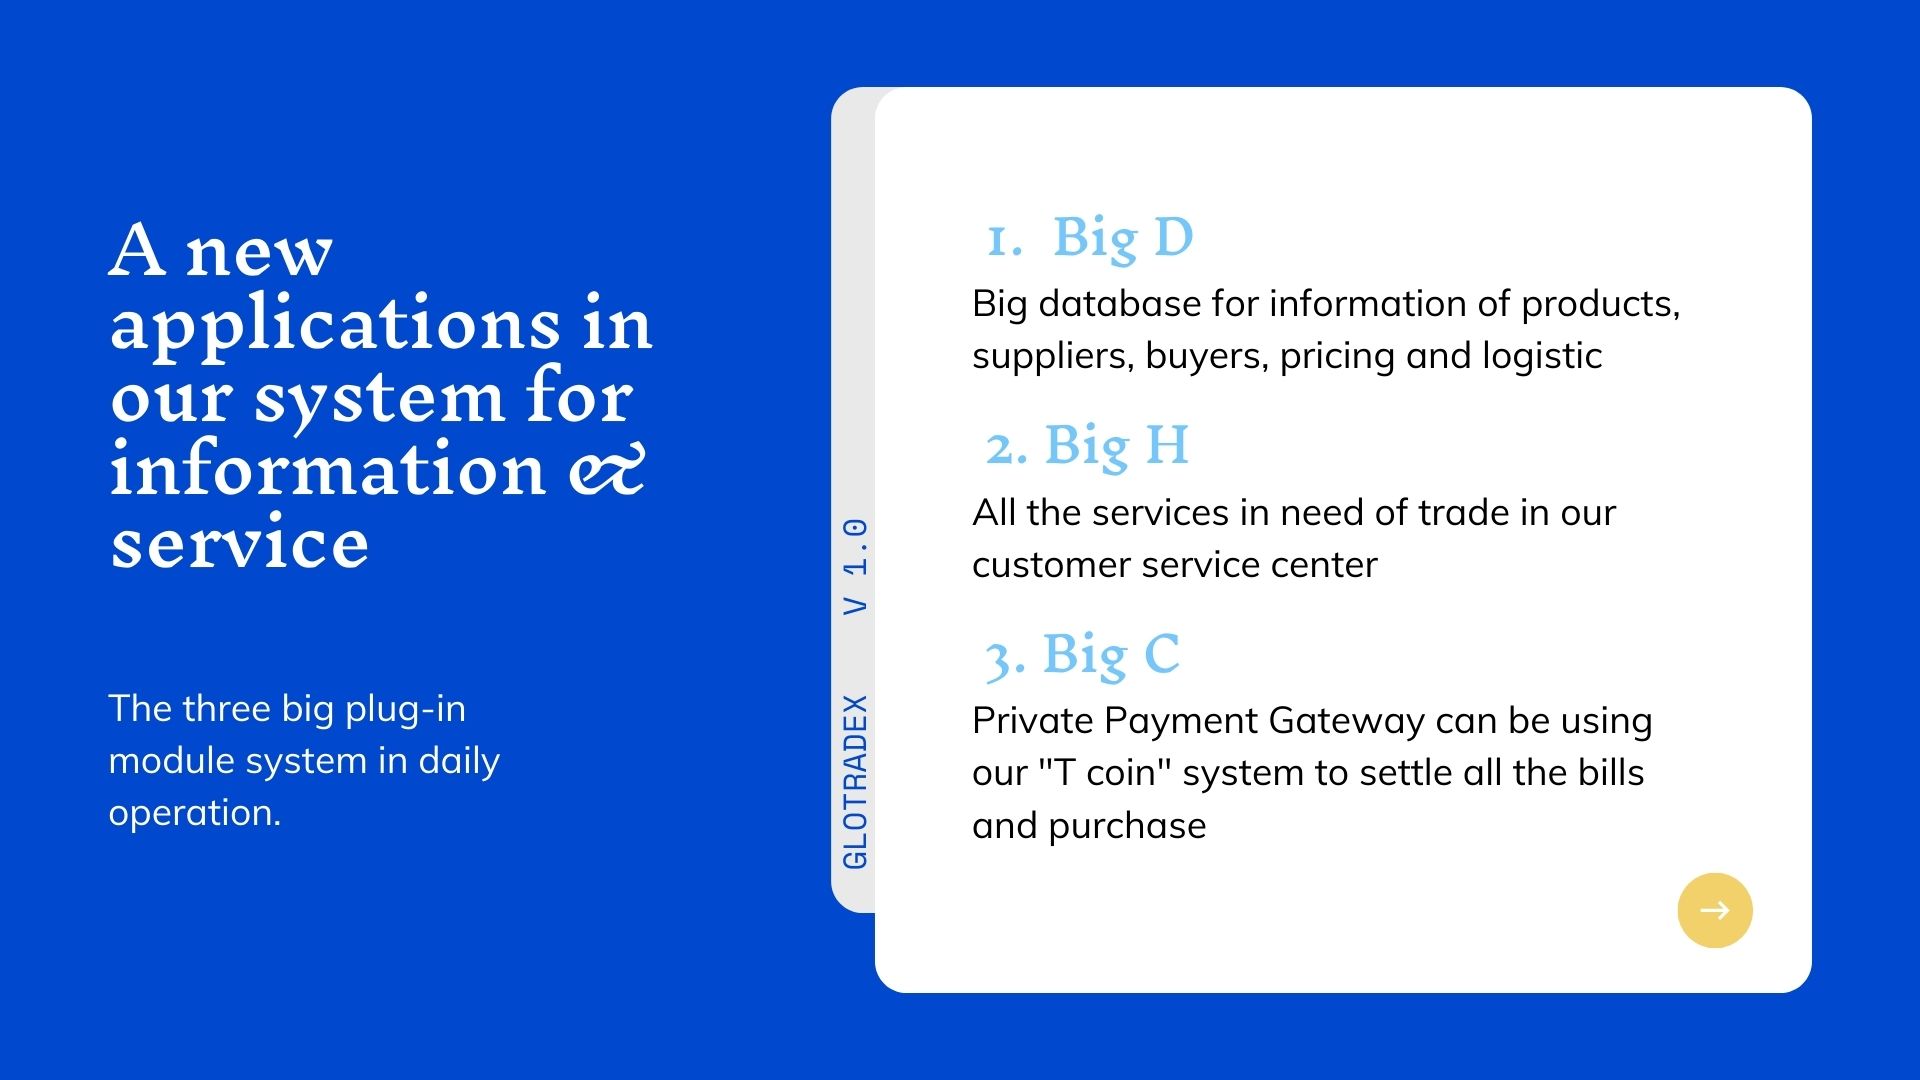 A new
applications in
our system for
information &
service
The three big plug-in
module system in daily
operation.
GLOTRADEX V 1.0
1. Big D
Big database for information of products,
suppliers, buyers, pricing and logistic
2. Big H
All the services in need of trade in our
customer service center
3. Big C
Private Payment Gateway can be using
our "T coin" system to settle all the bills
and purchase